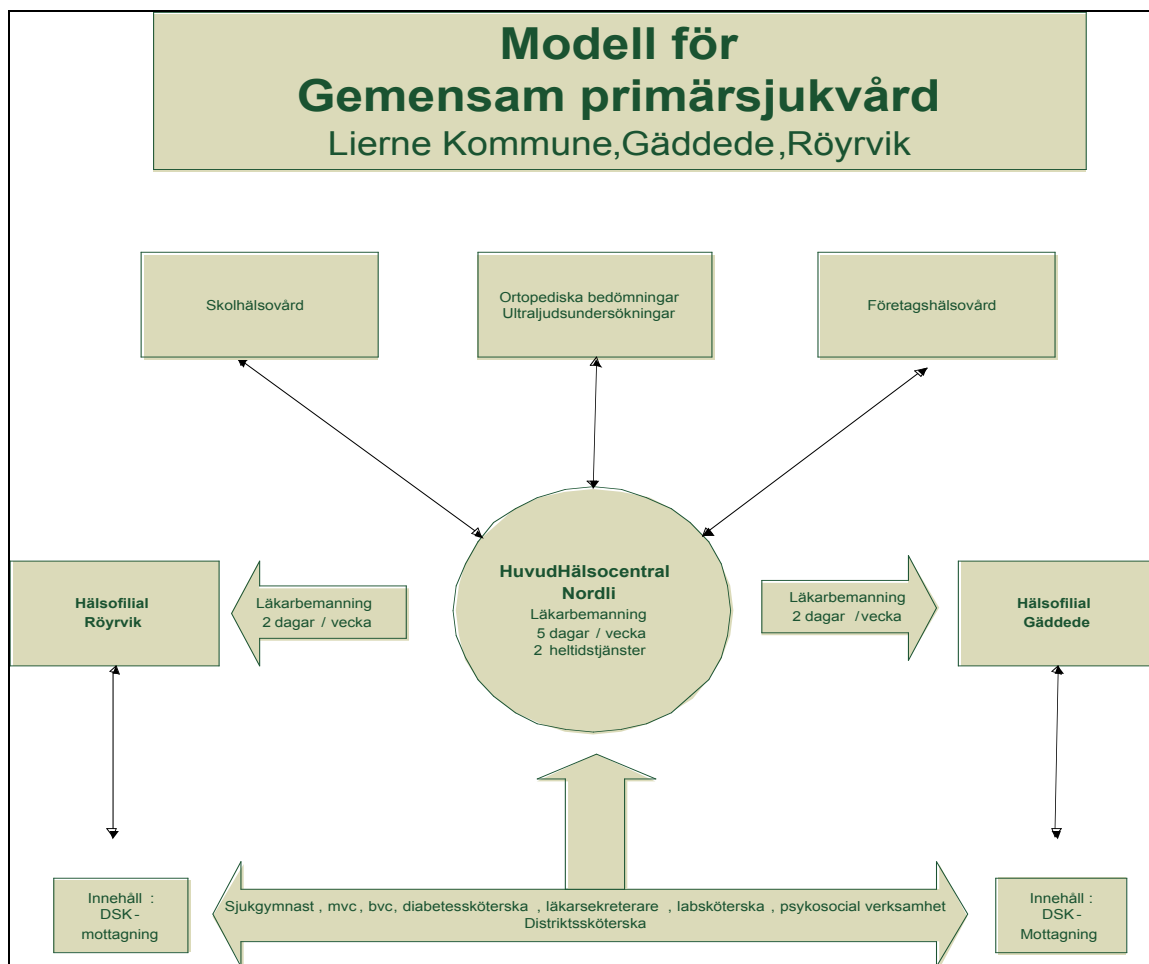 Modell för
Gemensam primärsjukvård
Lierne Kommune,Gäddede,Röyrvik
Skolhälsovård
Ortopediska bedömningar
Ultraljudsundersökningar
Företagshälsovård
Hälsofilial
Röyrvik
Läkarbemanning
2 dagar / vecka
HuvudHälsocentral
Nordli
Läkarbemanning
5 dagar / vecka
2 heltidstjänster
Läkarbemanning
2 dagar /vecka
Hälsofilial
Gäddede
Innehåll :
DSK-
mottagning
Sjukgymnast , mvc , bvc, diabetessköterska , läkarsekreterare , labsköterska , psykosocial verksamhet
Distriktssköterska
Innehåll :
DSK-
Mottagning